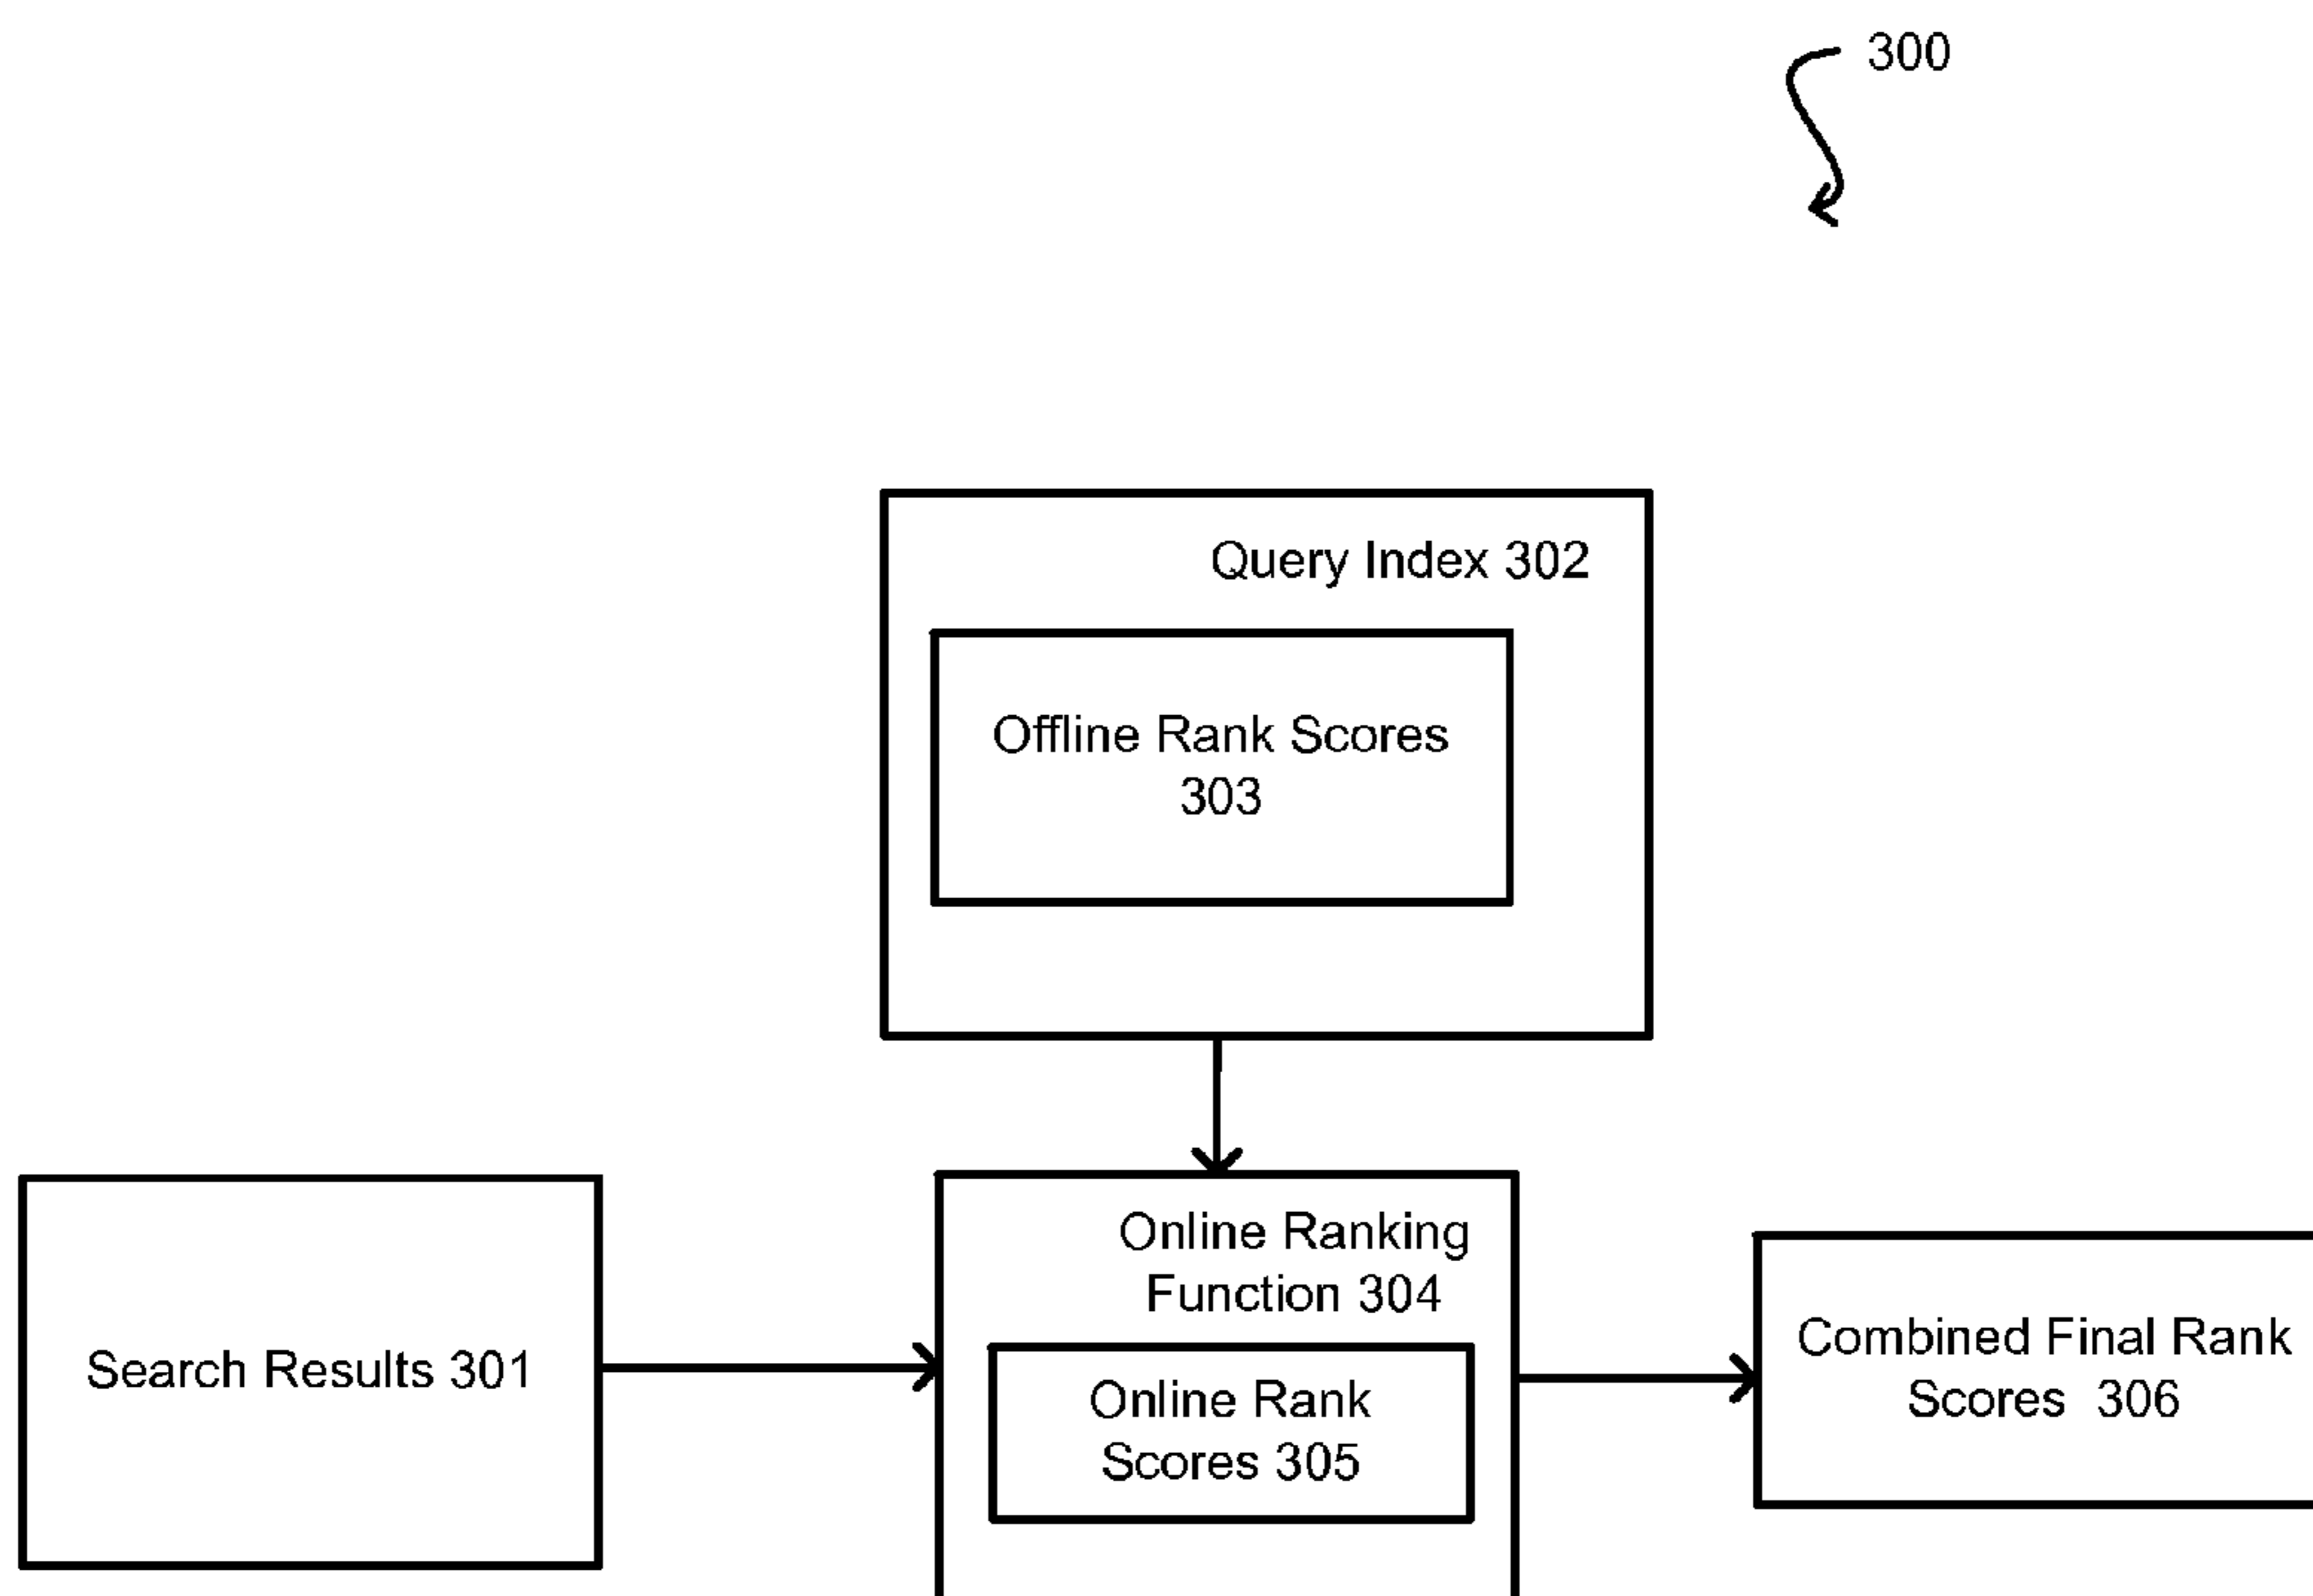 300
Query Index 302
Offline Rank Scores
303
Online Ranking
Function 304
Search Results 301
Online Rank
Scores 305
Combined Final Rank
Scores 306